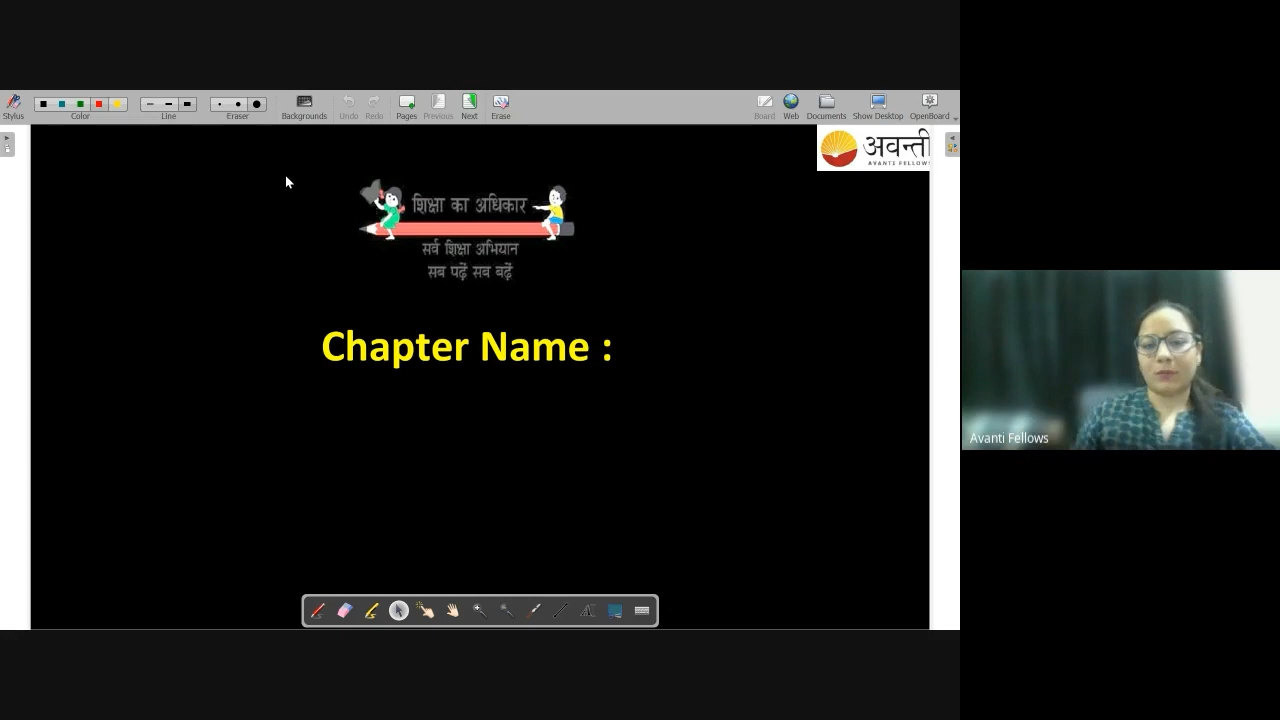 Stylus
Color
Line
Eraser
Backgrounds
Undo
Redo
Pages
Previous
Next
Erase
Board
Web
Documents
Show Desktop
OpenBoard
अवन्ती
AVANTI FELLOW
शिक्षा का अधिकार
सर्व शिक्षा अभियान
सब पढ़ें सब बढ़ें
Chapter Name :
Avanti Fellows